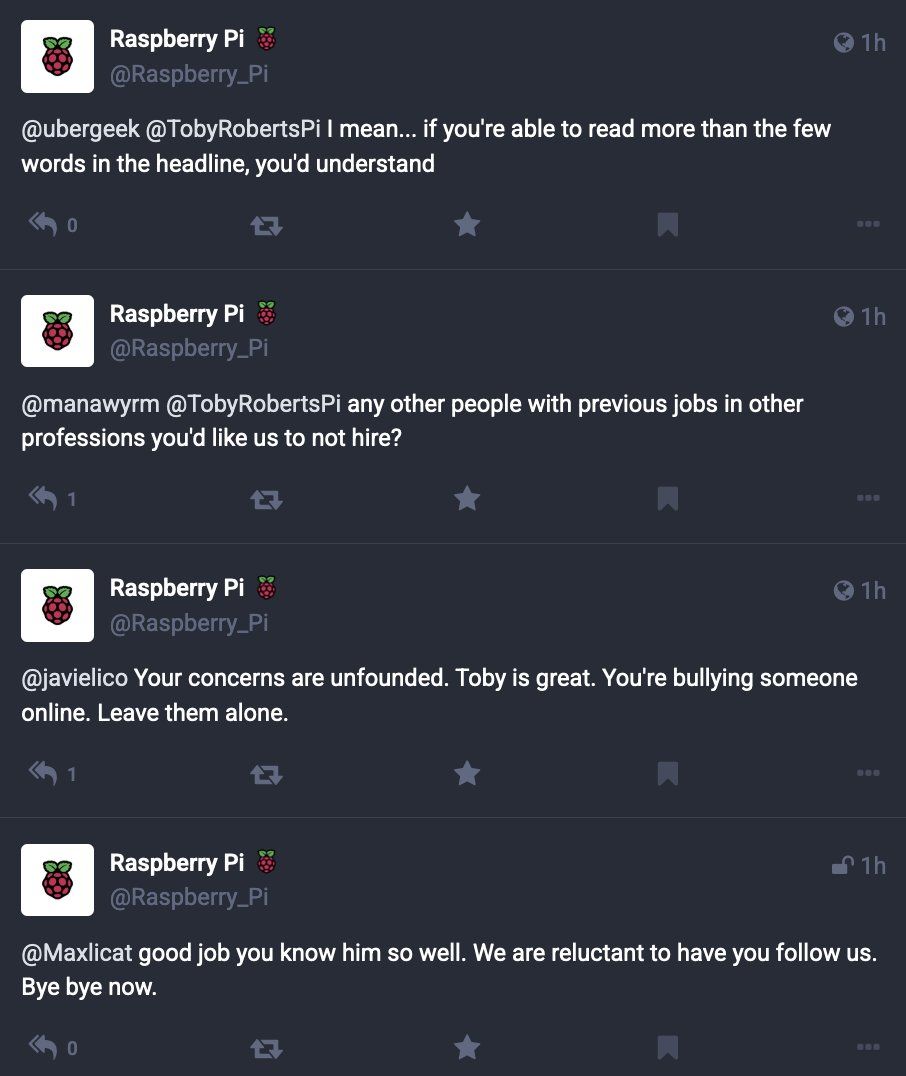 Raspberry Pi
1h
@Raspberry_Pi
@ubergeek @TobyRobertsPi I mean... if you're able to read more than the few
words in the headline, you'd understand
0
Raspberry Pi
1h
@Raspberry_Pi
@manawyrm @TobyRobertsPi any other people with previous jobs in other
professions you'd like us to not hire?
1
Raspberry Pi
1h
@Raspberry_Pi
@javielico Your concerns are unfounded. Toby is great. You're bullying someone
online. Leave them alone.
1
Raspberry Pi
1h
@Raspberry_Pi
@Maxlicat good job you know him so well. We are reluctant to have you follow us.
Bye bye now.
0